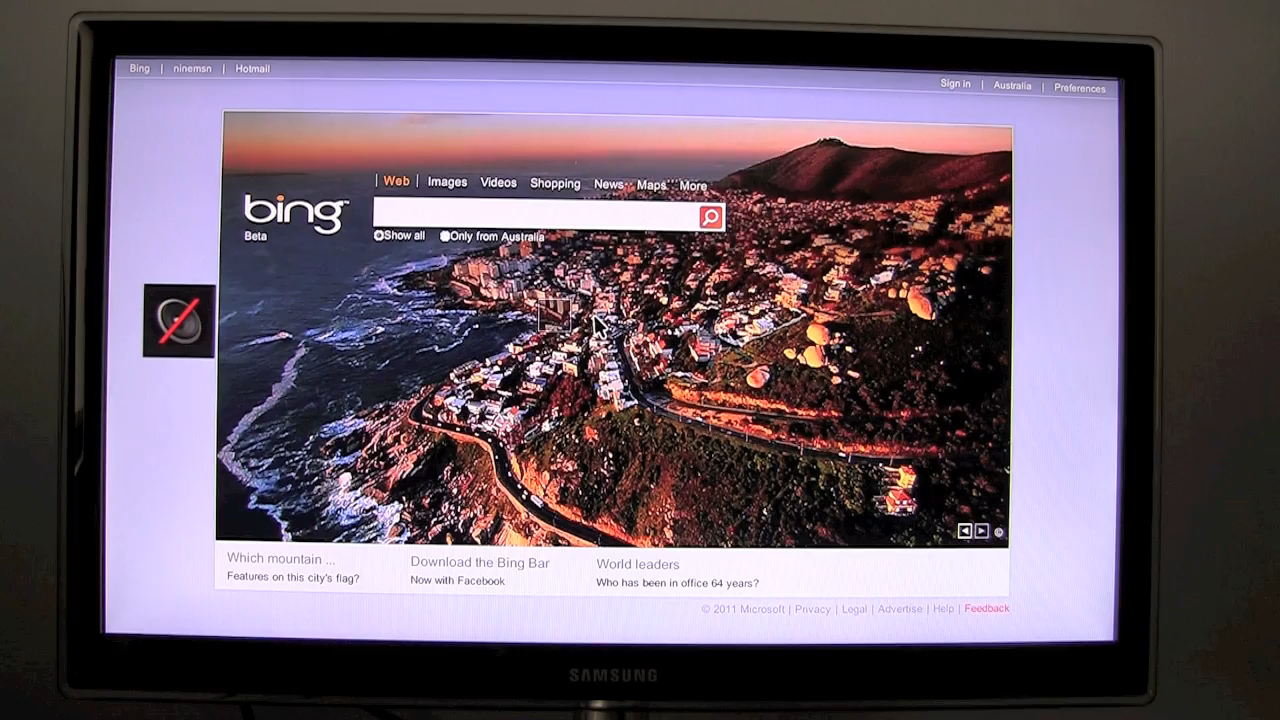 Bing | ninemsn | Hotmail
Sign in | Australia | Preferences
| Web | Images Videos Shopping News Maps More
bing™
Beta
Show all Only from Australia
Which mountain ... Download the Bing Bar World leaders
Features on this city's flag? Now with Facebook Who has been in office 64 years?
© 2011 Microsoft | Privacy | Legal | Advertise | Help | Feedback
SAMSUNG